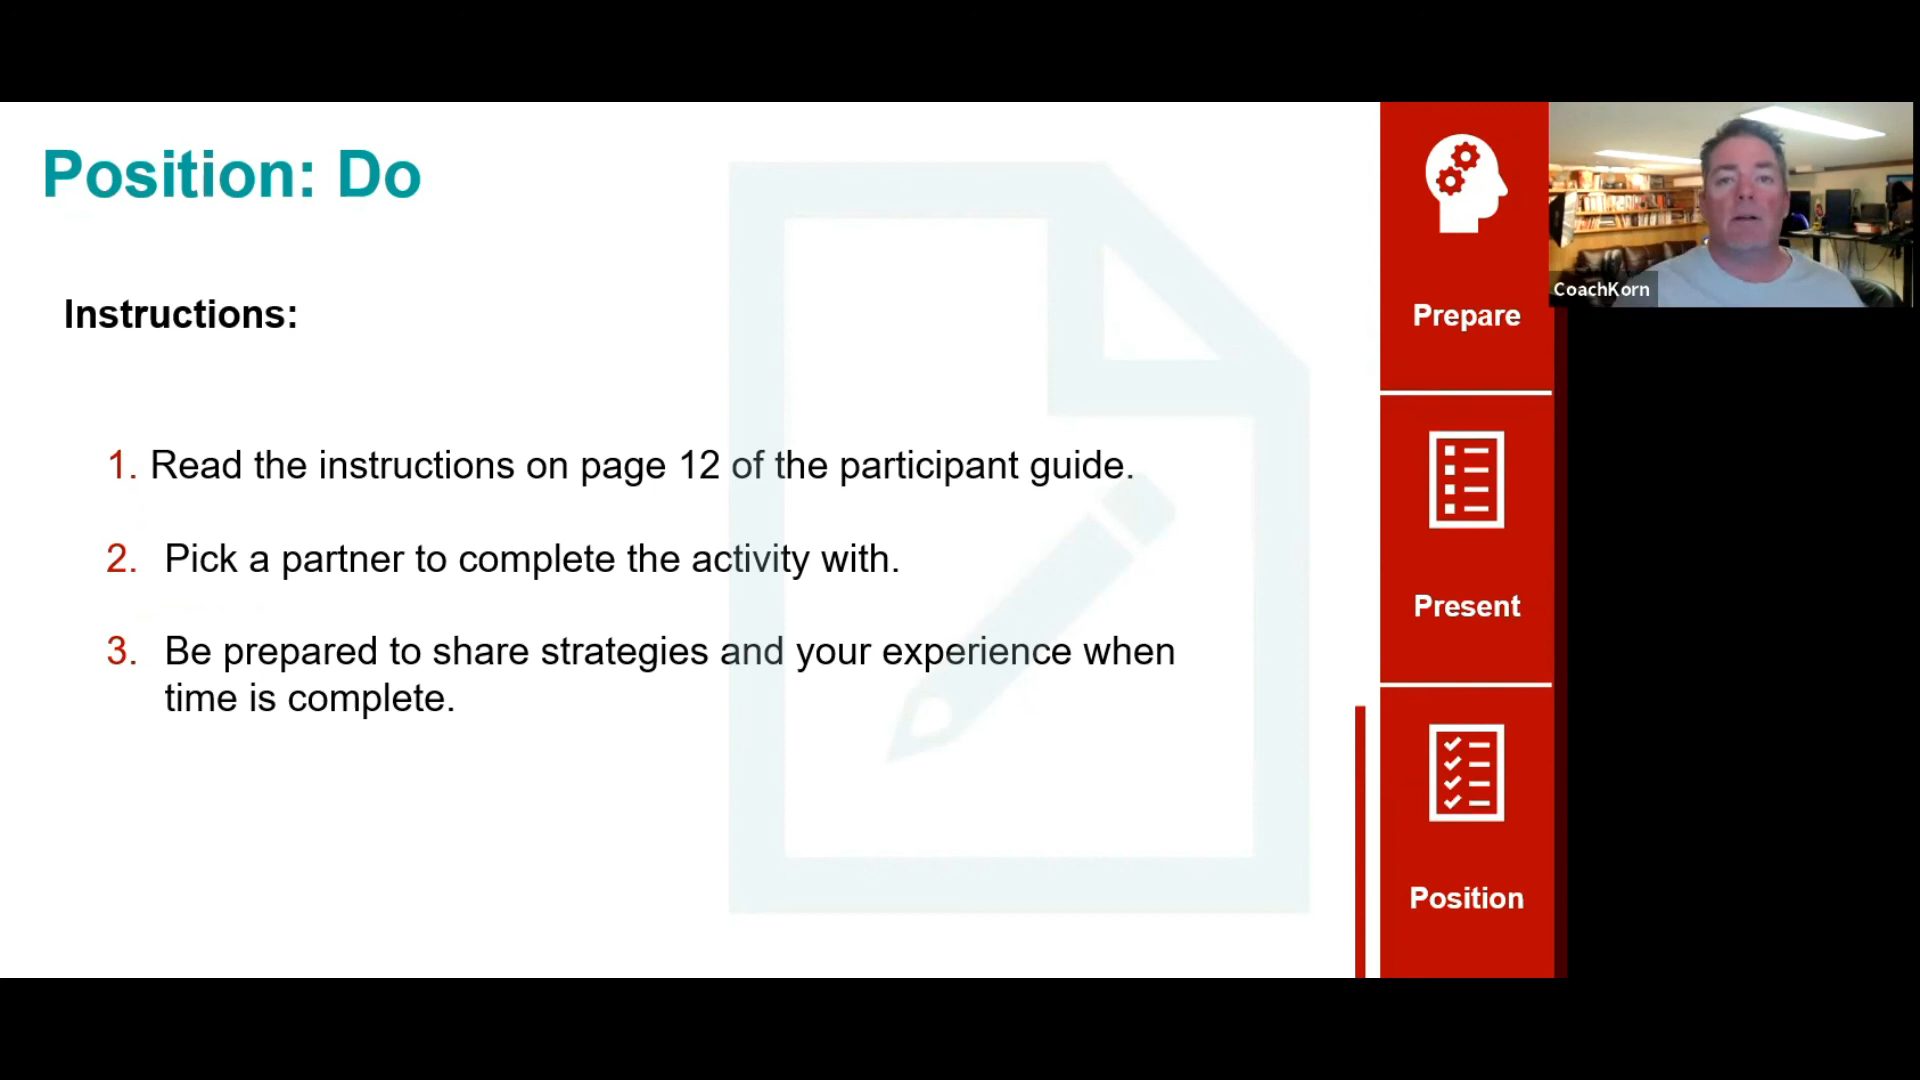 Position: Do
Instructions:
1. Read the instructions on page 12 of the participant guide.
2. Pick a partner to complete the activity with.
3. Be prepared to share strategies and your experience when
time is complete.
Prepare
Present
Position
CoachKorn